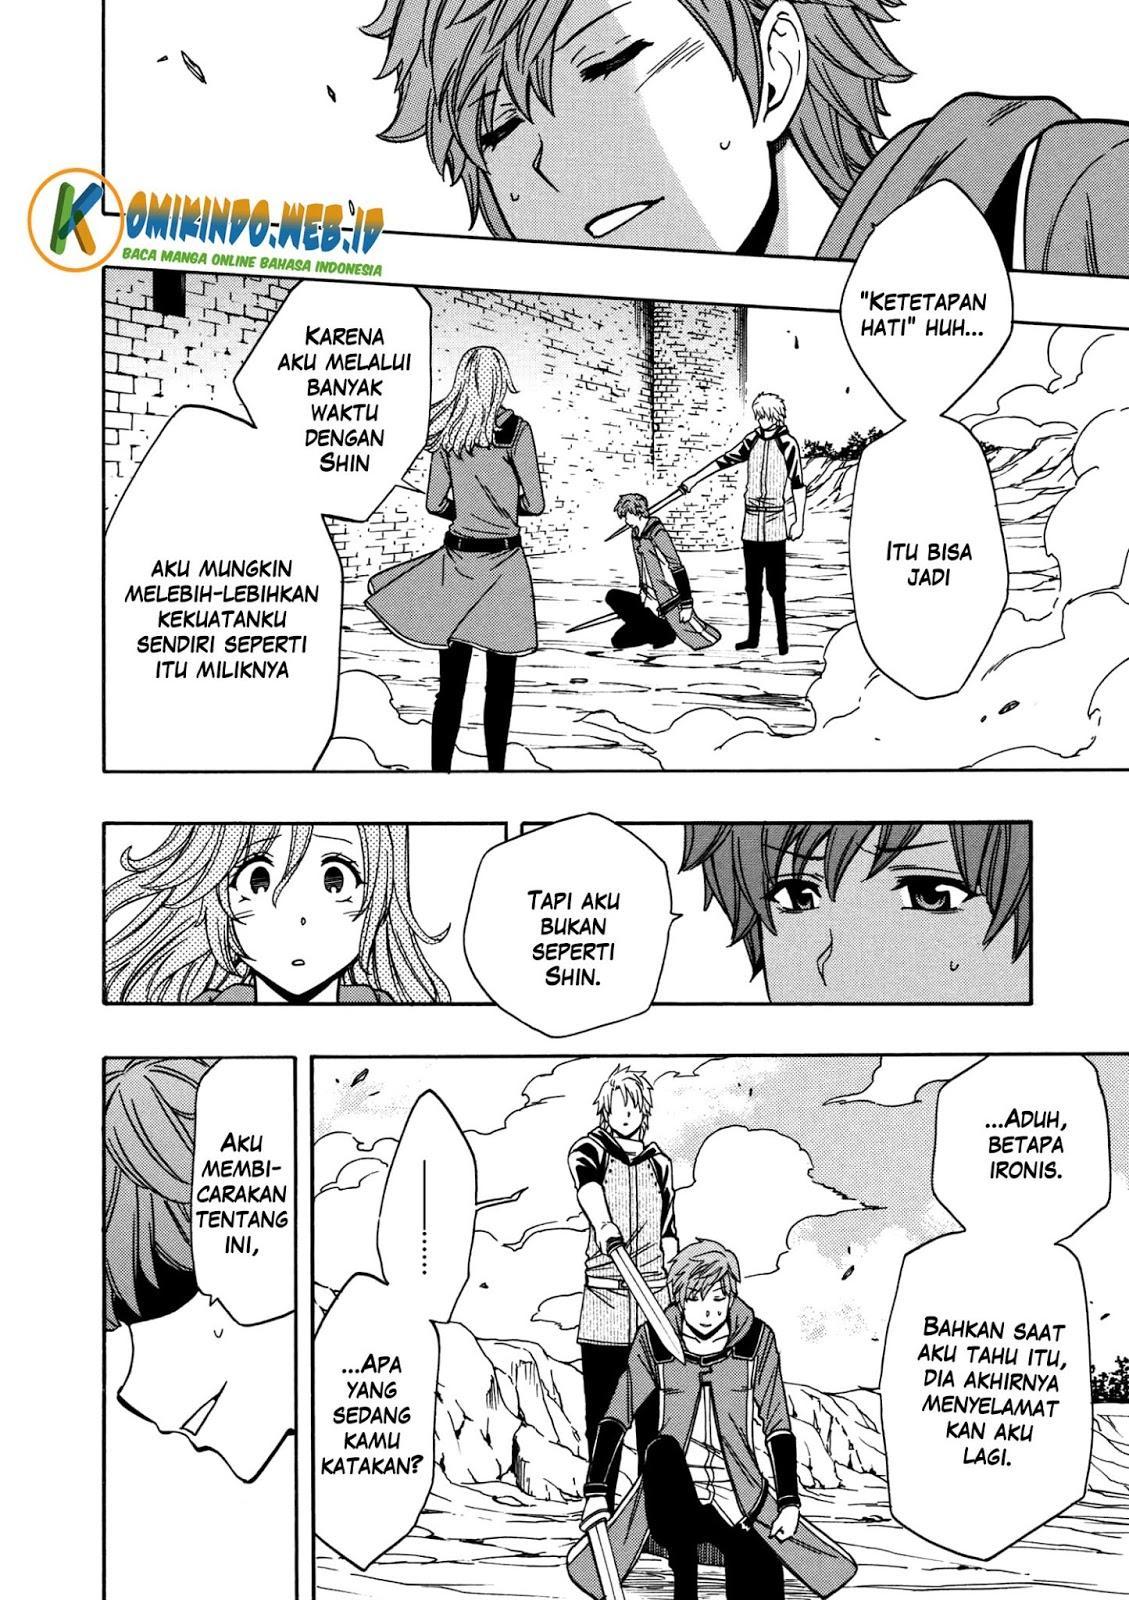 KOMIKINDO.WEB.ID
BACA MANGA ONLINE BAHASA INDONESIA
"KETETAPAN
HATI" HUH...
ITU BISA
JADI
KARENA
AKU MELALUI
BANYAK
WAKTU
DENGAN
SHIN
AKU MUNGKIN
MELEBIH-LEBIHKAN
KEKUATANKU
SENDIRI SEPERTI
ITU MILIKNYA
TAPI AKU
BUKAN
SEPERTI
SHIN.
...ADUH,
BETAPA
IRONIS.
BAHKAN SAAT
AKU TAHU ITU,
DIA AKHIRNYA
MENYELAMAT
KAN AKU
LAGI.
.........
...APA
YANG
SEDANG
KAMU
KATAKAN?
AKU
MEMBI-
CARAKAN
TENTANG
INI,